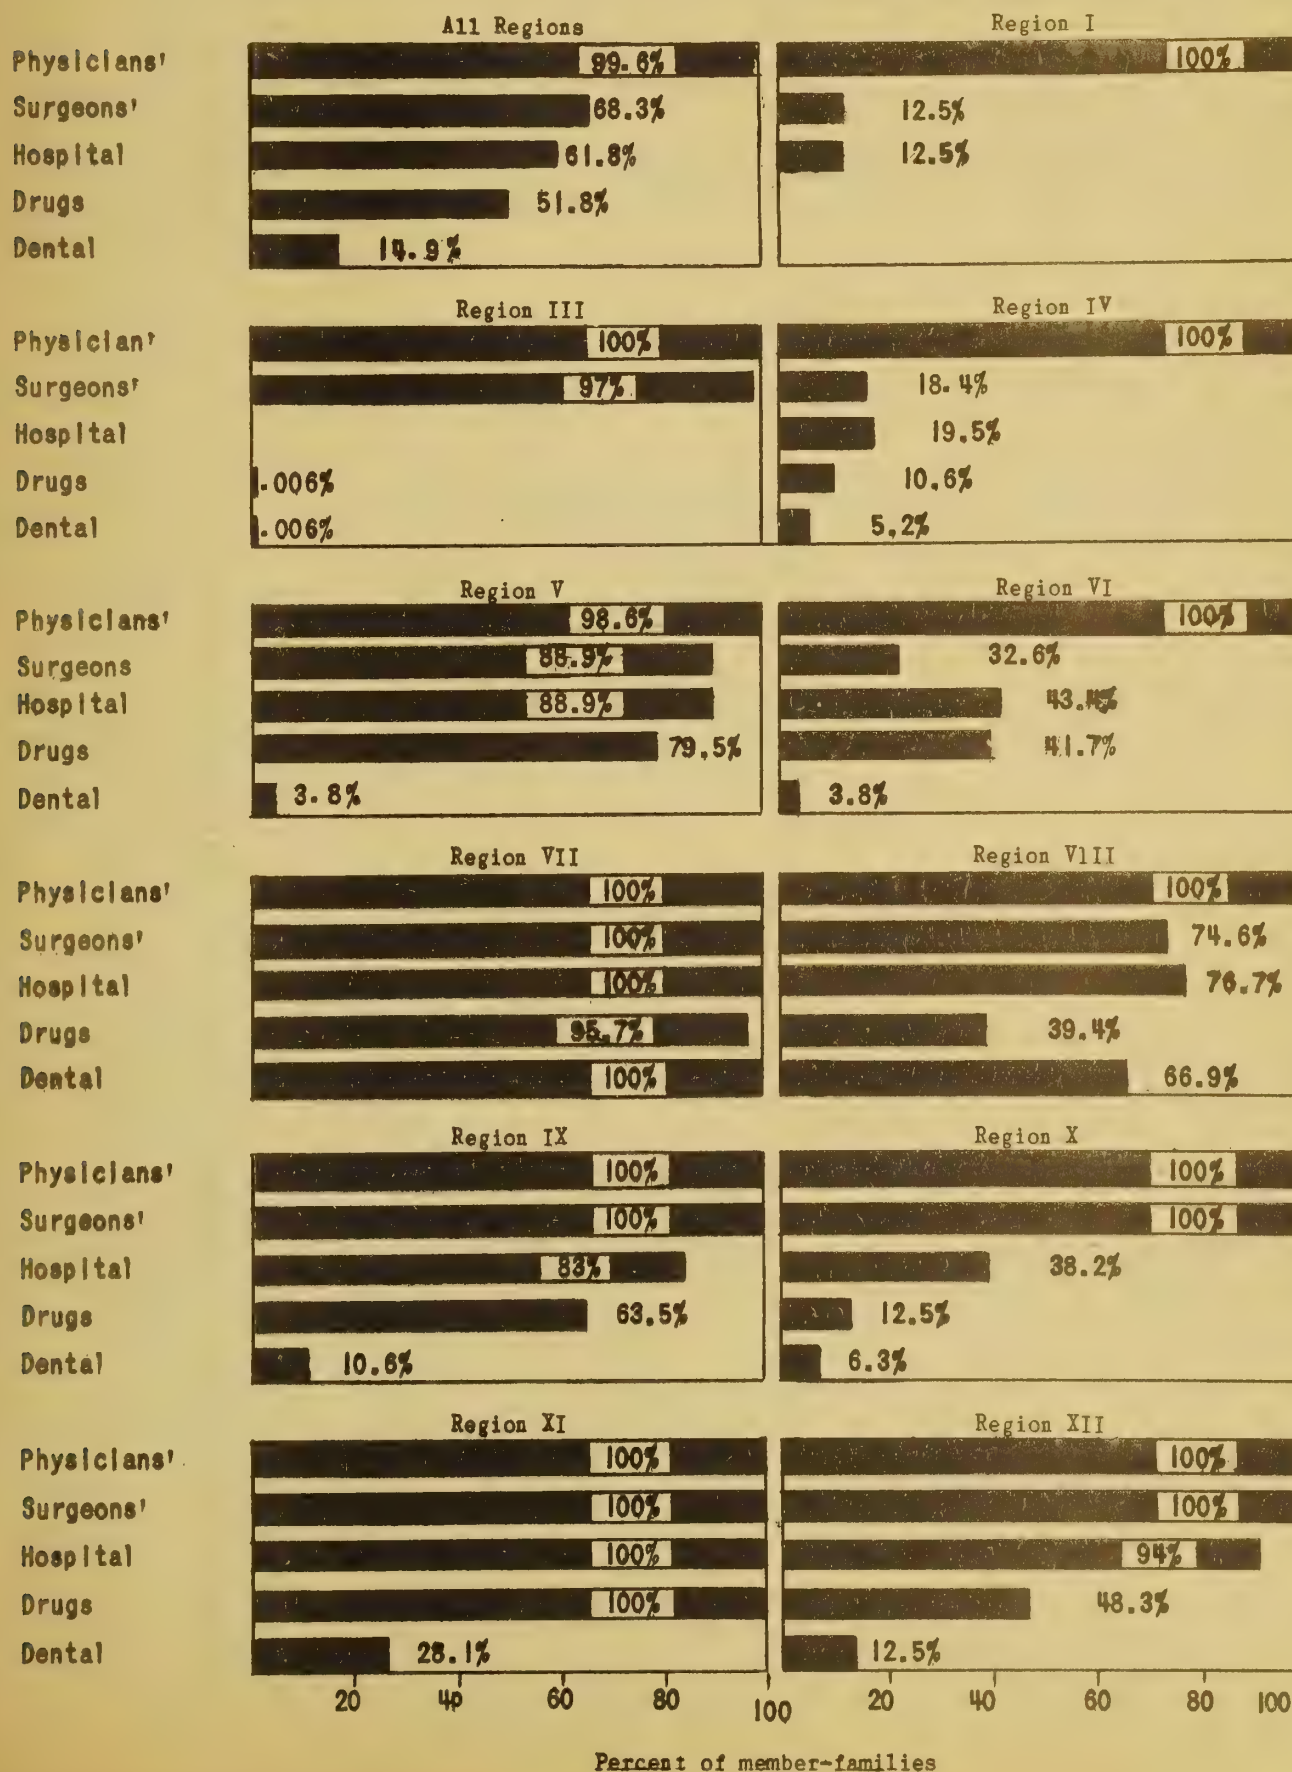 All Regions Region I
Physicians' 99.6% 100%
Surgeons' 68.3% 12.5%
Hospital 61.8% 12.5%
Drugs 51.8%
Dental 14.9%
Region III Region IV
Physician' 100% 100%
Surgeons' 97% 18.4%
Hospital 19.5%
Drugs .006% 10.6%
Dental .006% 5.2%
Region V Region VI
Physicians' 98.6% 100%
Surgeons 88.9% 32.6%
Hospital 88.9% 43.4%
Drugs 79.5% 41.7%
Dental 3.8% 3.8%
Region VII Region VIII
Physicians' 100% 100%
Surgeons' 100% 74.6%
Hospital 100% 76.7%
Drugs 95.7% 39.4%
Dental 100% 66.9%
Region IX Region X
Physicians' 100% 100%
Surgeons' 100% 100%
Hospital 83% 38.2%
Drugs 63.5% 12.5%
Dental 10.6% 6.3%
Region XI Region XII
Physicians' 100% 100%
Surgeons' 100% 100%
Hospital 100% 94%
Drugs 100% 48.3%
Dental 28.1% 12.5%
20 40 60 80 100 20 40 60 80 100
Percent of member-families